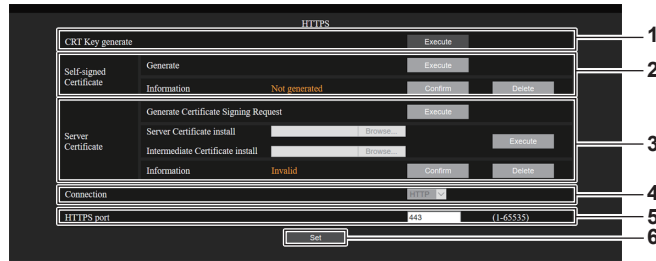 HTTPS
CRT Key generate Execute 1
Self-signed Certificate
Generate Execute 2
Information Not generated Confirm Delete
Server Certificate
Generate Certificate Signing Request Execute
Server Certificate install Browse...
Execute 3
Intermediate Certificate install Browse...
Information Invalid Confirm Delete
Connection HTTP 4
HTTPS port 443 (1-65535) 5
Set 6